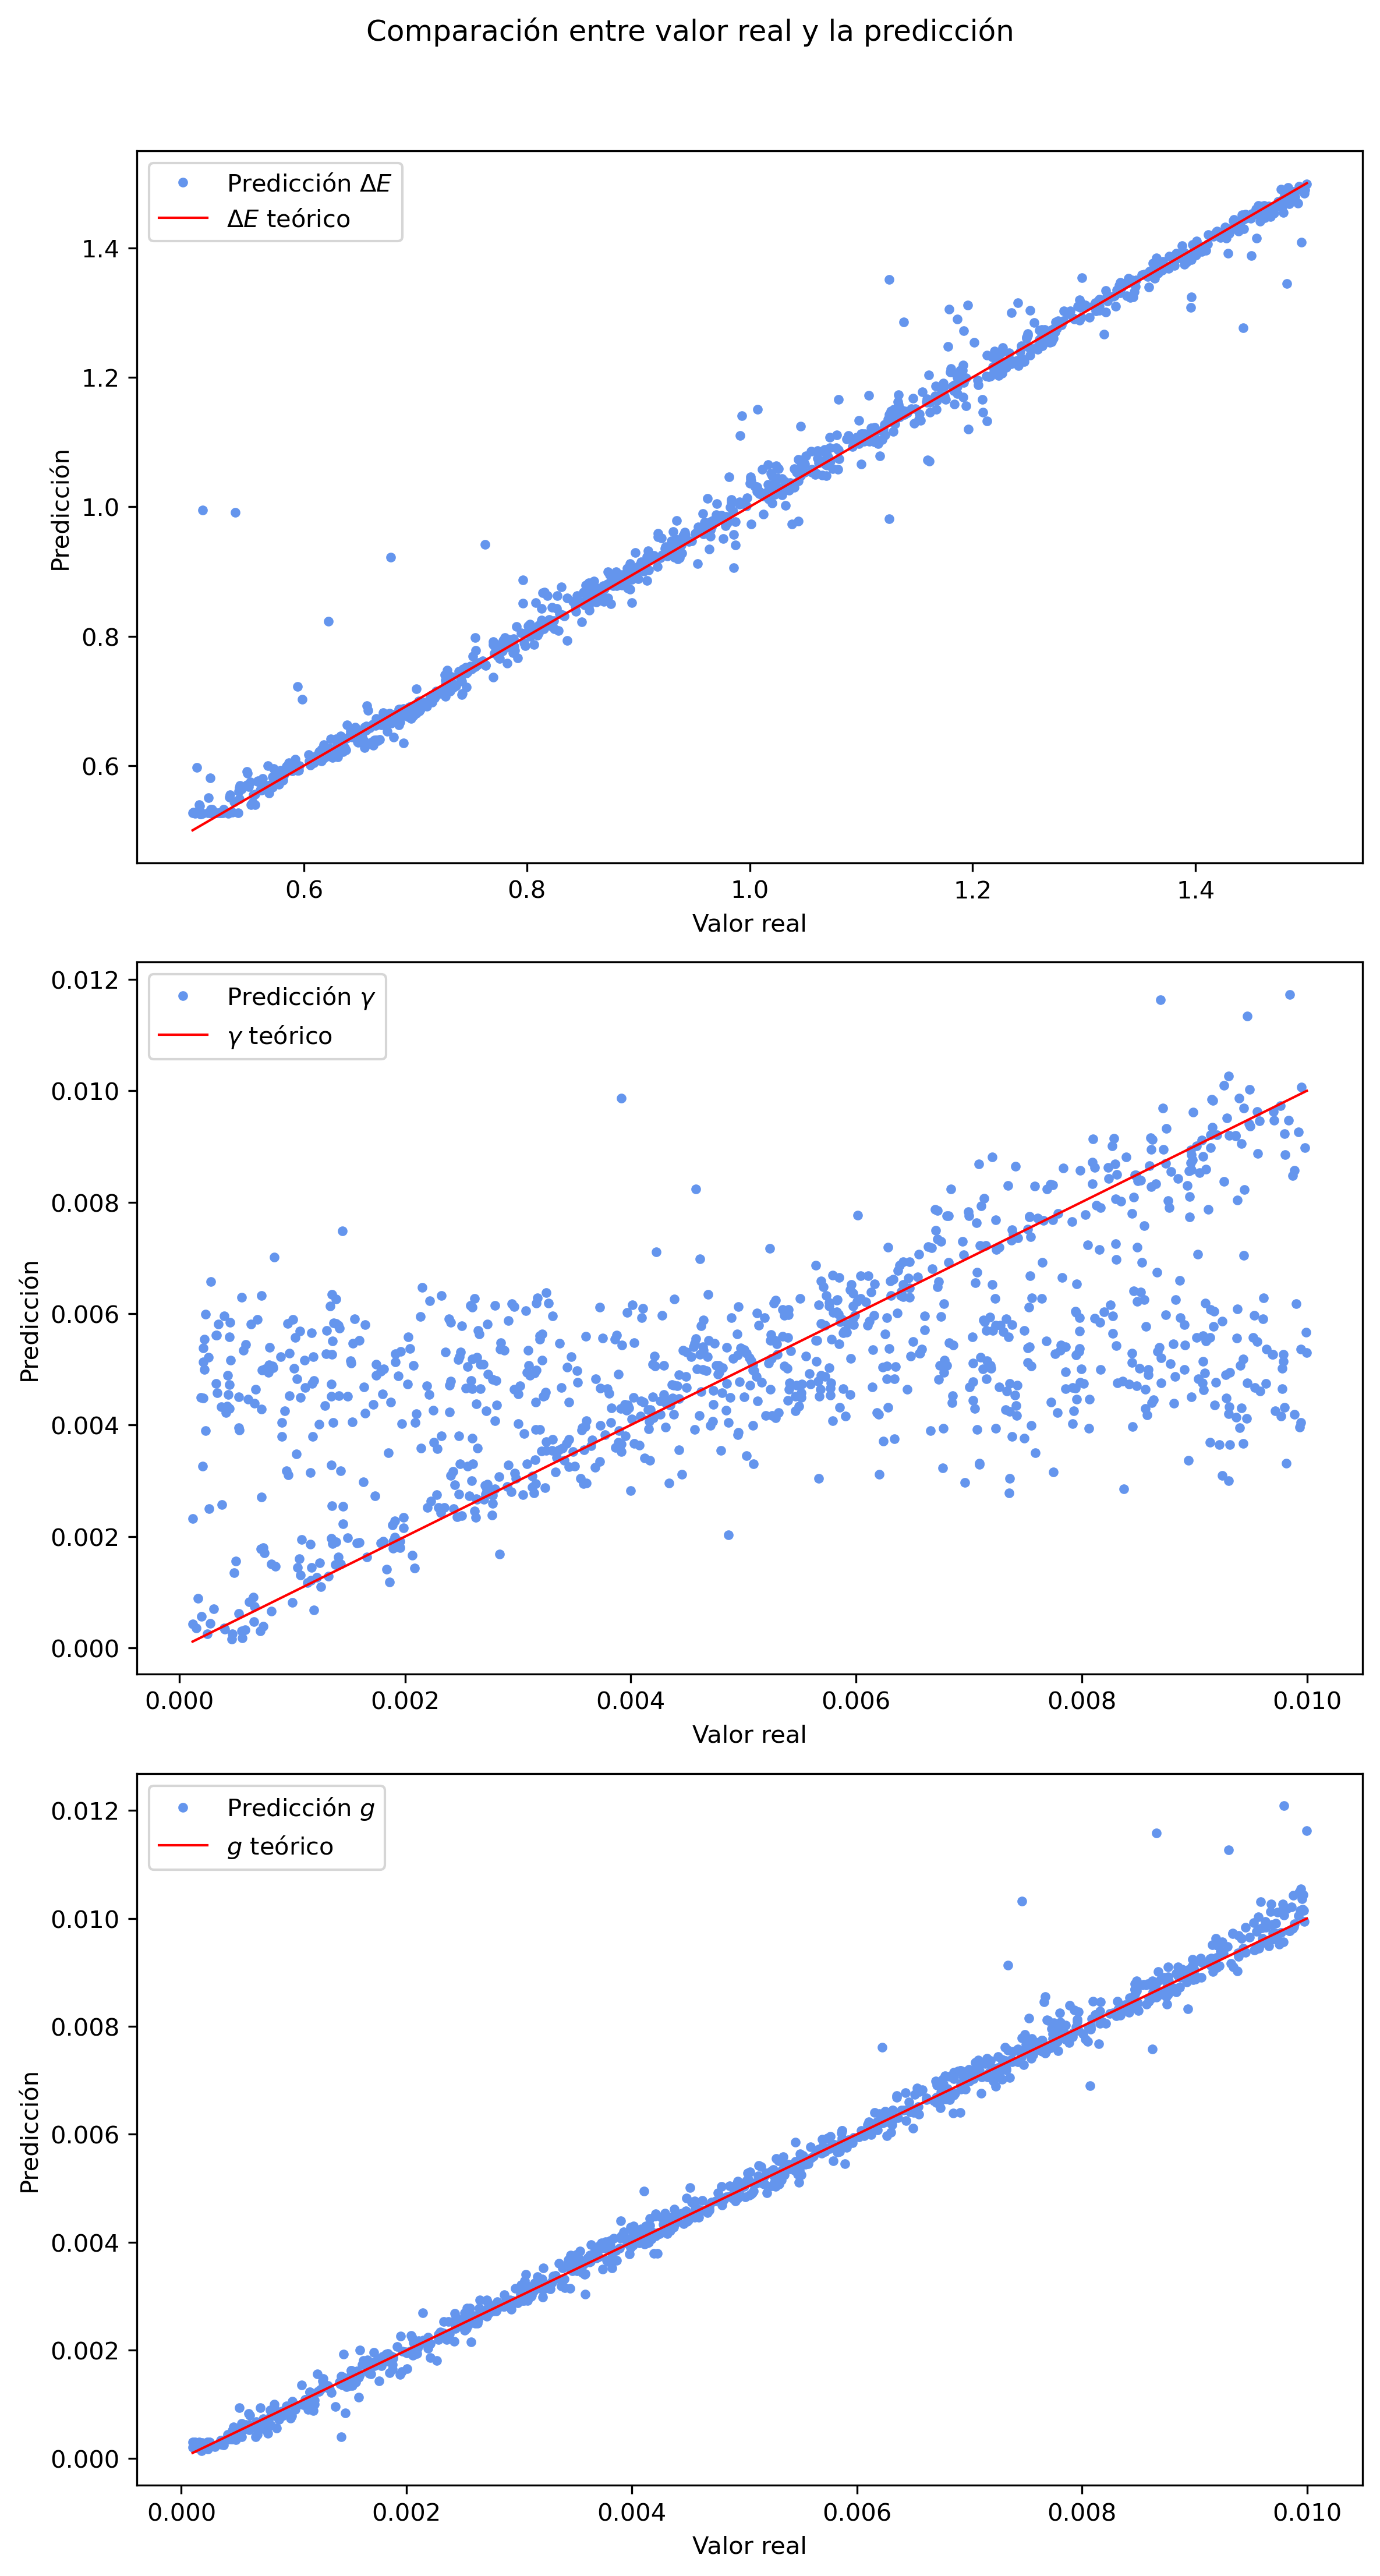 Comparación entre valor real y la predicción
Predicción ΔE
ΔE teórico
Predicción
1.4
1.2
1.0
0.8
0.6
0.6 0.8 1.0 1.2 1.4
Valor real
Predicción γ
γ teórico
Predicción
0.012
0.010
0.008
0.006
0.004
0.002
0.000
0.000 0.002 0.004 0.006 0.008 0.010
Valor real
Predicción g
g teórico
Predicción
0.012
0.010
0.008
0.006
0.004
0.002
0.000
0.000 0.002 0.004 0.006 0.008 0.010
Valor real